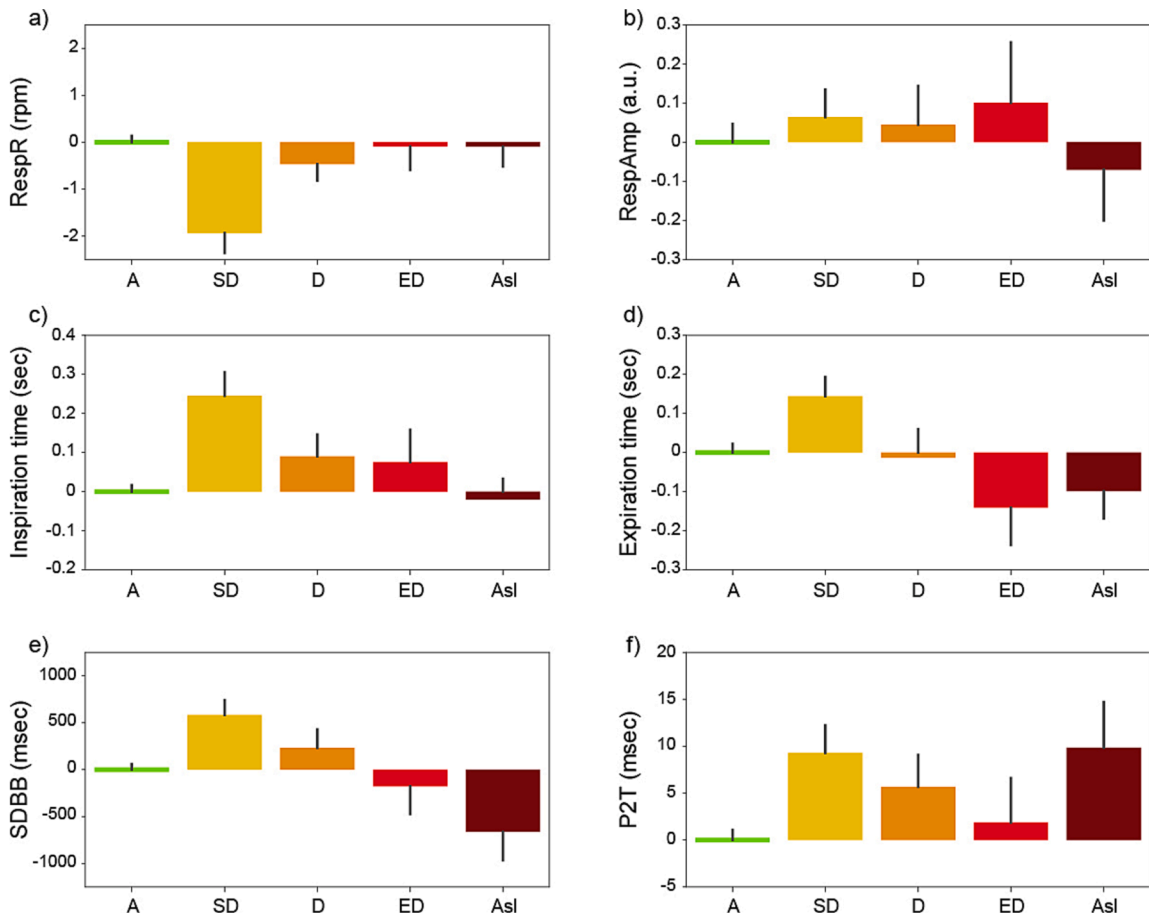 a)
RespR (rpm)
2
1
0
-1
-2
A SD D ED Asl
b)
RespAmp (a.u.)
0.3
0.2
0.1
0
-0.1
-0.2
-0.3
A SD D ED Asl
c)
Inspiration time (sec)
0.4
0.3
0.2
0.1
0
-0.1
-0.2
A SD D ED Asl
d)
Expiration time (sec)
0.3
0.2
0.1
0
-0.1
-0.2
-0.3
A SD D ED Asl
e)
SDBB (msec)
1000
500
0
-500
-1000
A SD D ED Asl
f)
P2T (msec)
20
15
10
5
0
-5
A SD D ED Asl